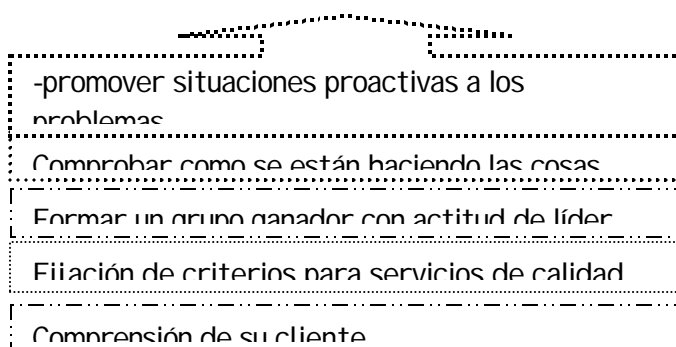 -promover situaciones proactivas a los
problemas
Comprobar como se están haciendo las cosas
Formar un grupo ganador con actitud de líder
Fijación de criterios para servicios de calidad
Comprensión de su cliente